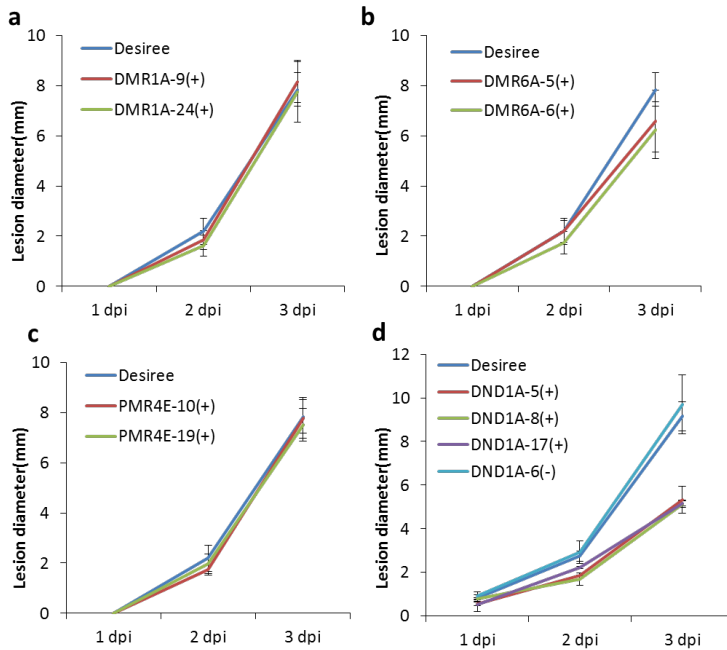 a
10
8
6
4
2
0
Lesion diameter(mm)
Desiree
DMR1A-9(+)
DMR1A-24(+)
1 dpi 2 dpi 3 dpi
b
10
8
6
4
2
0
Lesion diameter(mm)
Desiree
DMR6A-5(+)
DMR6A-6(+)
1 dpi 2 dpi 3 dpi
c
10
8
6
4
2
0
Lesion diameter(mm)
Desiree
PMR4E-10(+)
PMR4E-19(+)
1 dpi 2 dpi 3 dpi
d
12
10
8
6
4
2
0
Lesion diameter(mm)
Desiree
DND1A-5(+)
DND1A-8(+)
DND1A-17(+)
DND1A-6(-)
1 dpi 2 dpi 3 dpi